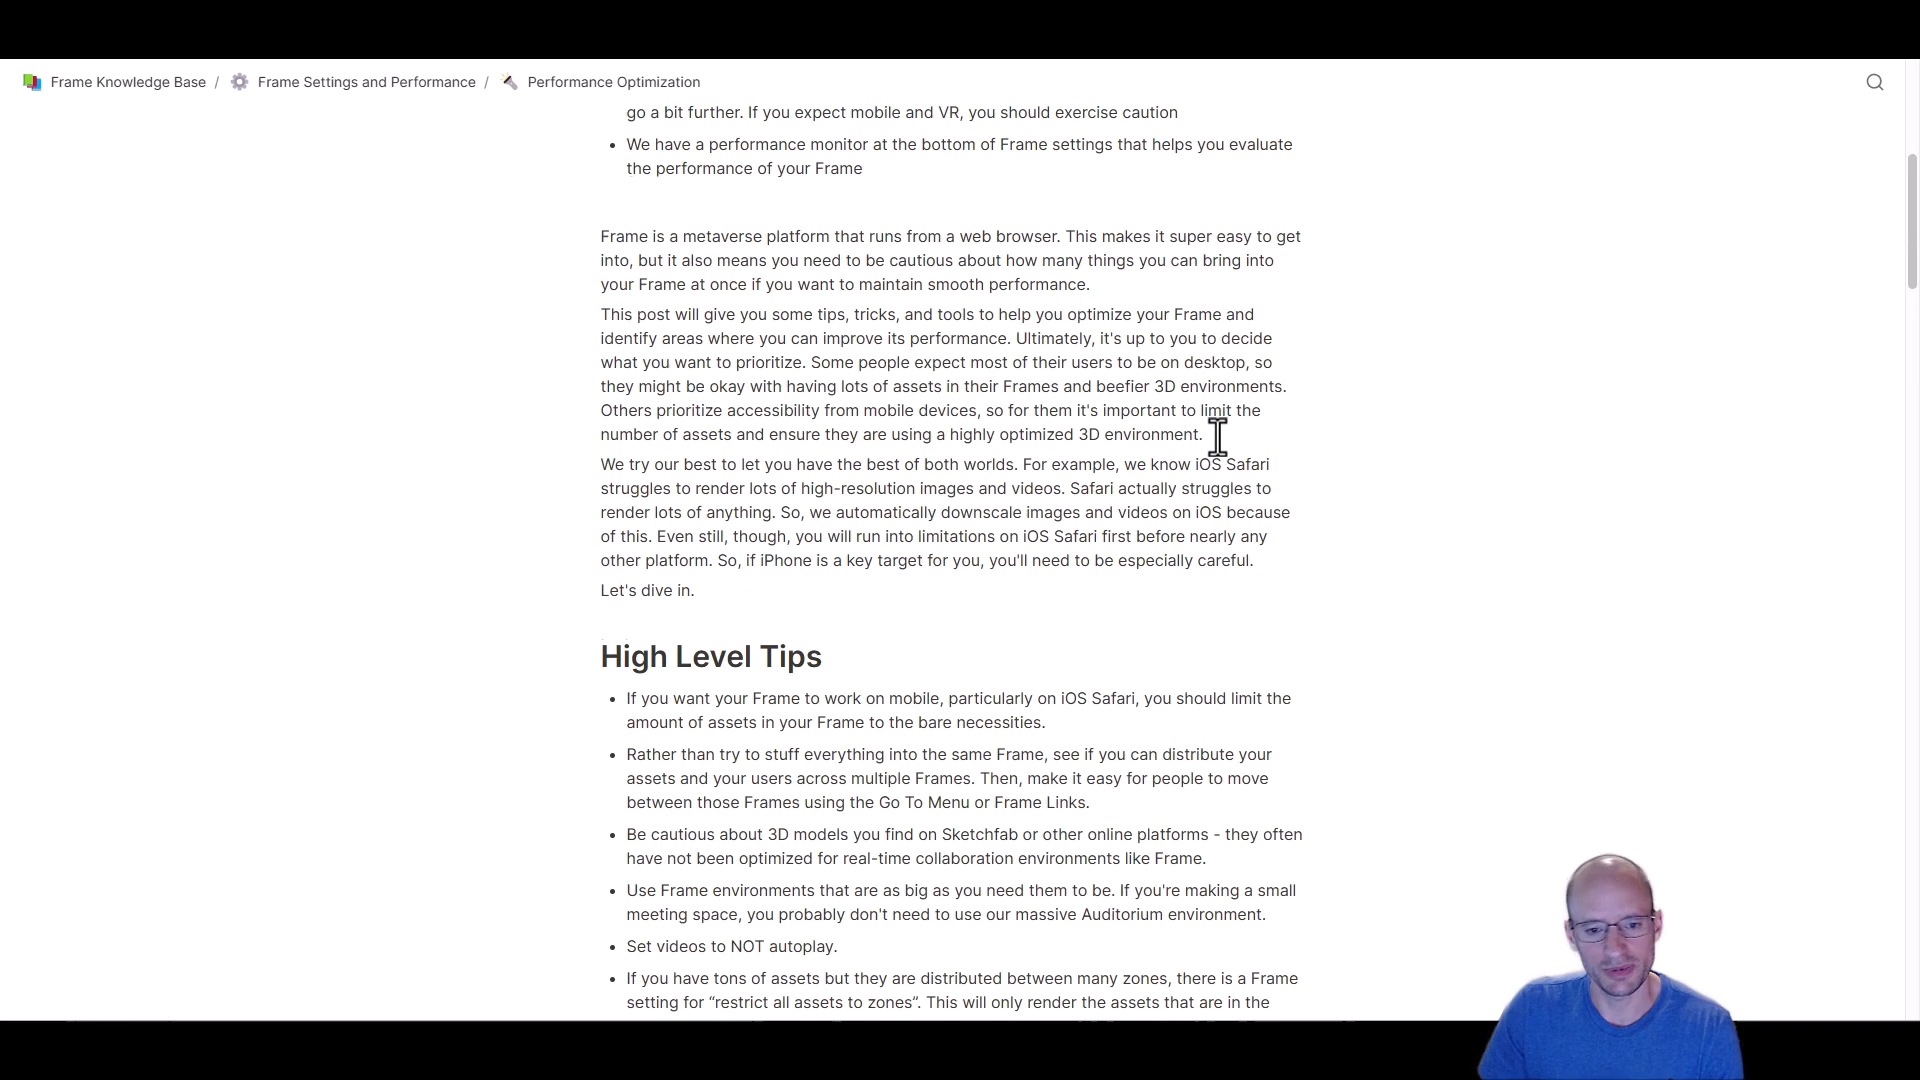 Frame Knowledge Base / Frame Settings and Performance / Performance Optimization
go a bit further. If you expect mobile and VR, you should exercise caution
• We have a performance monitor at the bottom of Frame settings that helps you evaluate
the performance of your Frame
Frame is a metaverse platform that runs from a web browser. This makes it super easy to get
into, but it also means you need to be cautious about how many things you can bring into
your Frame at once if you want to maintain smooth performance.
This post will give you some tips, tricks, and tools to help you optimize your Frame and
identify areas where you can improve its performance. Ultimately, it's up to you to decide
what you want to prioritize. Some people expect most of their users to be on desktop, so
they might be okay with having lots of assets in their Frames and beefier 3D environments.
Others prioritize accessibility from mobile devices, so for them it's important to limit the
number of assets and ensure they are using a highly optimized 3D environment.
We try our best to let you have the best of both worlds. For example, we know iOS Safari
struggles to render lots of high-resolution images and videos. Safari actually struggles to
render lots of anything. So, we automatically downscale images and videos on iOS because
of this. Even still, though, you will run into limitations on iOS Safari first before nearly any
other platform. So, if iPhone is a key target for you, you'll need to be especially careful.
Let's dive in.
High Level Tips
• If you want your Frame to work on mobile, particularly on iOS Safari, you should limit the
amount of assets in your Frame to the bare necessities.
• Rather than try to stuff everything into the same Frame, see if you can distribute your
assets and your users across multiple Frames. Then, make it easy for people to move
between those Frames using the Go To Menu or Frame Links.
• Be cautious about 3D models you find on Sketchfab or other online platforms - they often
have not been optimized for real-time collaboration environments like Frame.
• Use Frame environments that are as big as you need them to be. If you're making a small
meeting space, you probably don't need to use our massive Auditorium environment.
• Set videos to NOT autoplay.
• If you have tons of assets but they are distributed between many zones, there is a Frame
setting for “restrict all assets to zones”. This will only render the assets that are in the